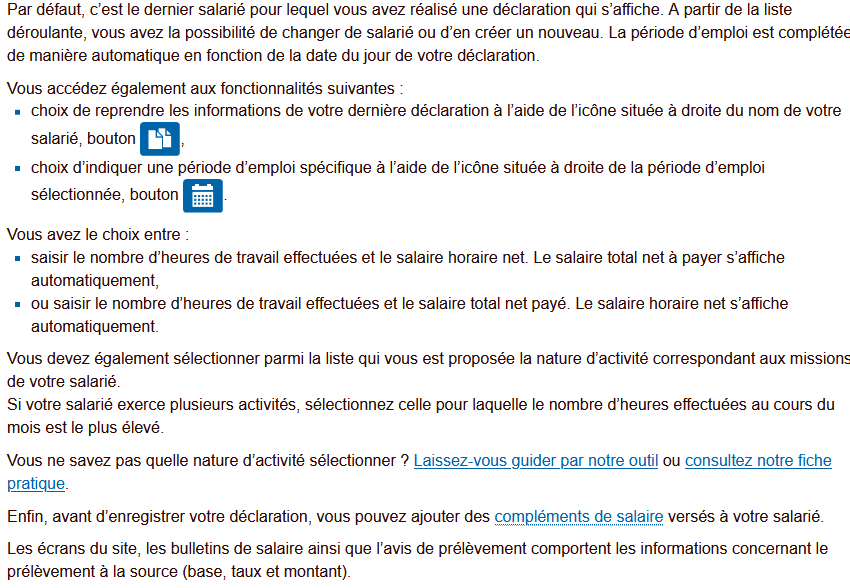 Par défaut, c’est le dernier salarié pour lequel vous avez réalisé une déclaration qui s’affiche. A partir de la liste
déroulante, vous avez la possibilité de changer de salarié ou d’en créer un nouveau. La période d’emploi est complétée
de manière automatique en fonction de la date du jour de votre déclaration.
Vous accédez également aux fonctionnalités suivantes :
choix de reprendre les informations de votre dernière déclaration à l’aide de l’icône située à droite du nom de votre
salarié, bouton ,
choix d’indiquer une période d’emploi spécifique à l’aide de l’icône située à droite de la période d’emploi
sélectionnée, bouton .
Vous avez le choix entre :
saisir le nombre d’heures de travail effectuées et le salaire horaire net. Le salaire total net à payer s’affiche
automatiquement,
ou saisir le nombre d’heures de travail effectuées et le salaire total net payé. Le salaire horaire net s’affiche
automatiquement.
Vous devez également sélectionner parmi la liste qui vous est proposée la nature d’activité correspondant aux missions
de votre salarié.
Si votre salarié exerce plusieurs activités, sélectionnez celle pour laquelle le nombre d’heures effectuées au cours du
mois est le plus élevé.
Vous ne savez pas quelle nature d’activité sélectionner ? Laissez-vous guider par notre outil ou consultez notre fiche
pratique.
Enfin, avant d’enregistrer votre déclaration, vous pouvez ajouter des compléments de salaire versés à votre salarié.
Les écrans du site, les bulletins de salaire ainsi que l’avis de prélèvement comportent les informations concernant le
prélèvement à la source (base, taux et montant).